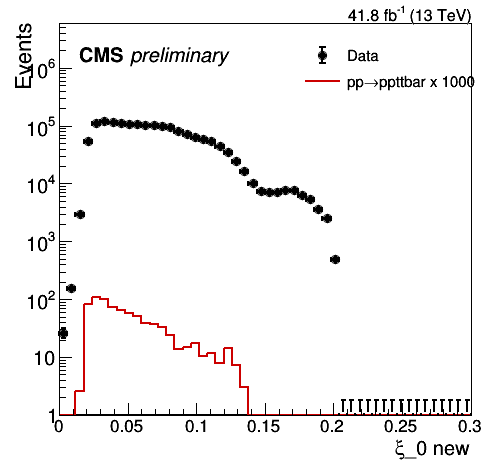 41.8 fb⁻¹ (13 TeV)
Events
CMS preliminary
Data
pp→ppttbar x 1000
10⁶
10⁵
10⁴
10³
10²
10
1
0 0.05 0.1 0.15 0.2 0.25 0.3
ξ_0 new